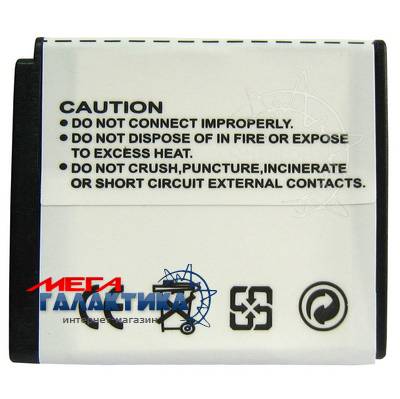 CAUTION
●DO NOT CONNECT IMPROPERLY.
●DO NOT DISPOSE OF IN FIRE OR EXPOSE
TO EXCESS HEAT.
●DO NOT CRUSH,PUNCTURE,INCINERATE
OR SHORT CIRCUIT EXTERNAL CONTACTS.
МЕГА
ГАЛАКТИКА
интернет-магазин
CE